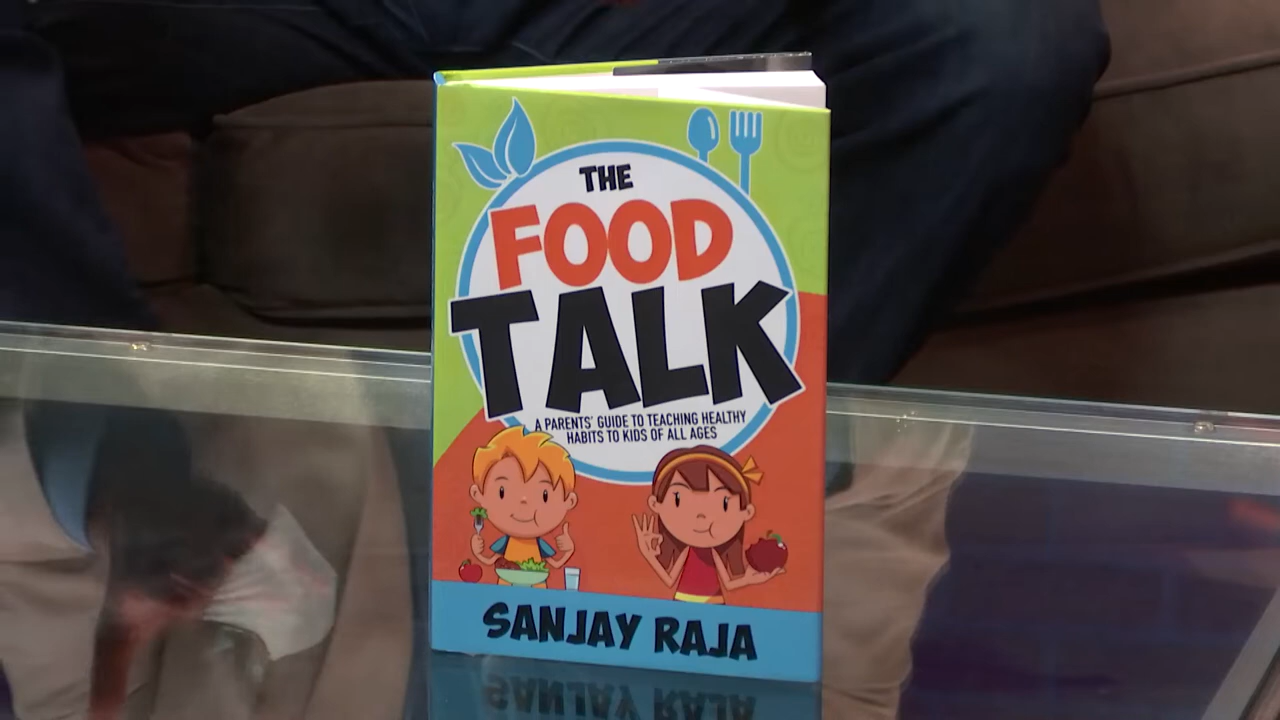 THE
FOOD
TALK
A PARENTS' GUIDE TO TEACHING HEALTHY
HABITS TO KIDS OF ALL AGES
SANJAY RAJA